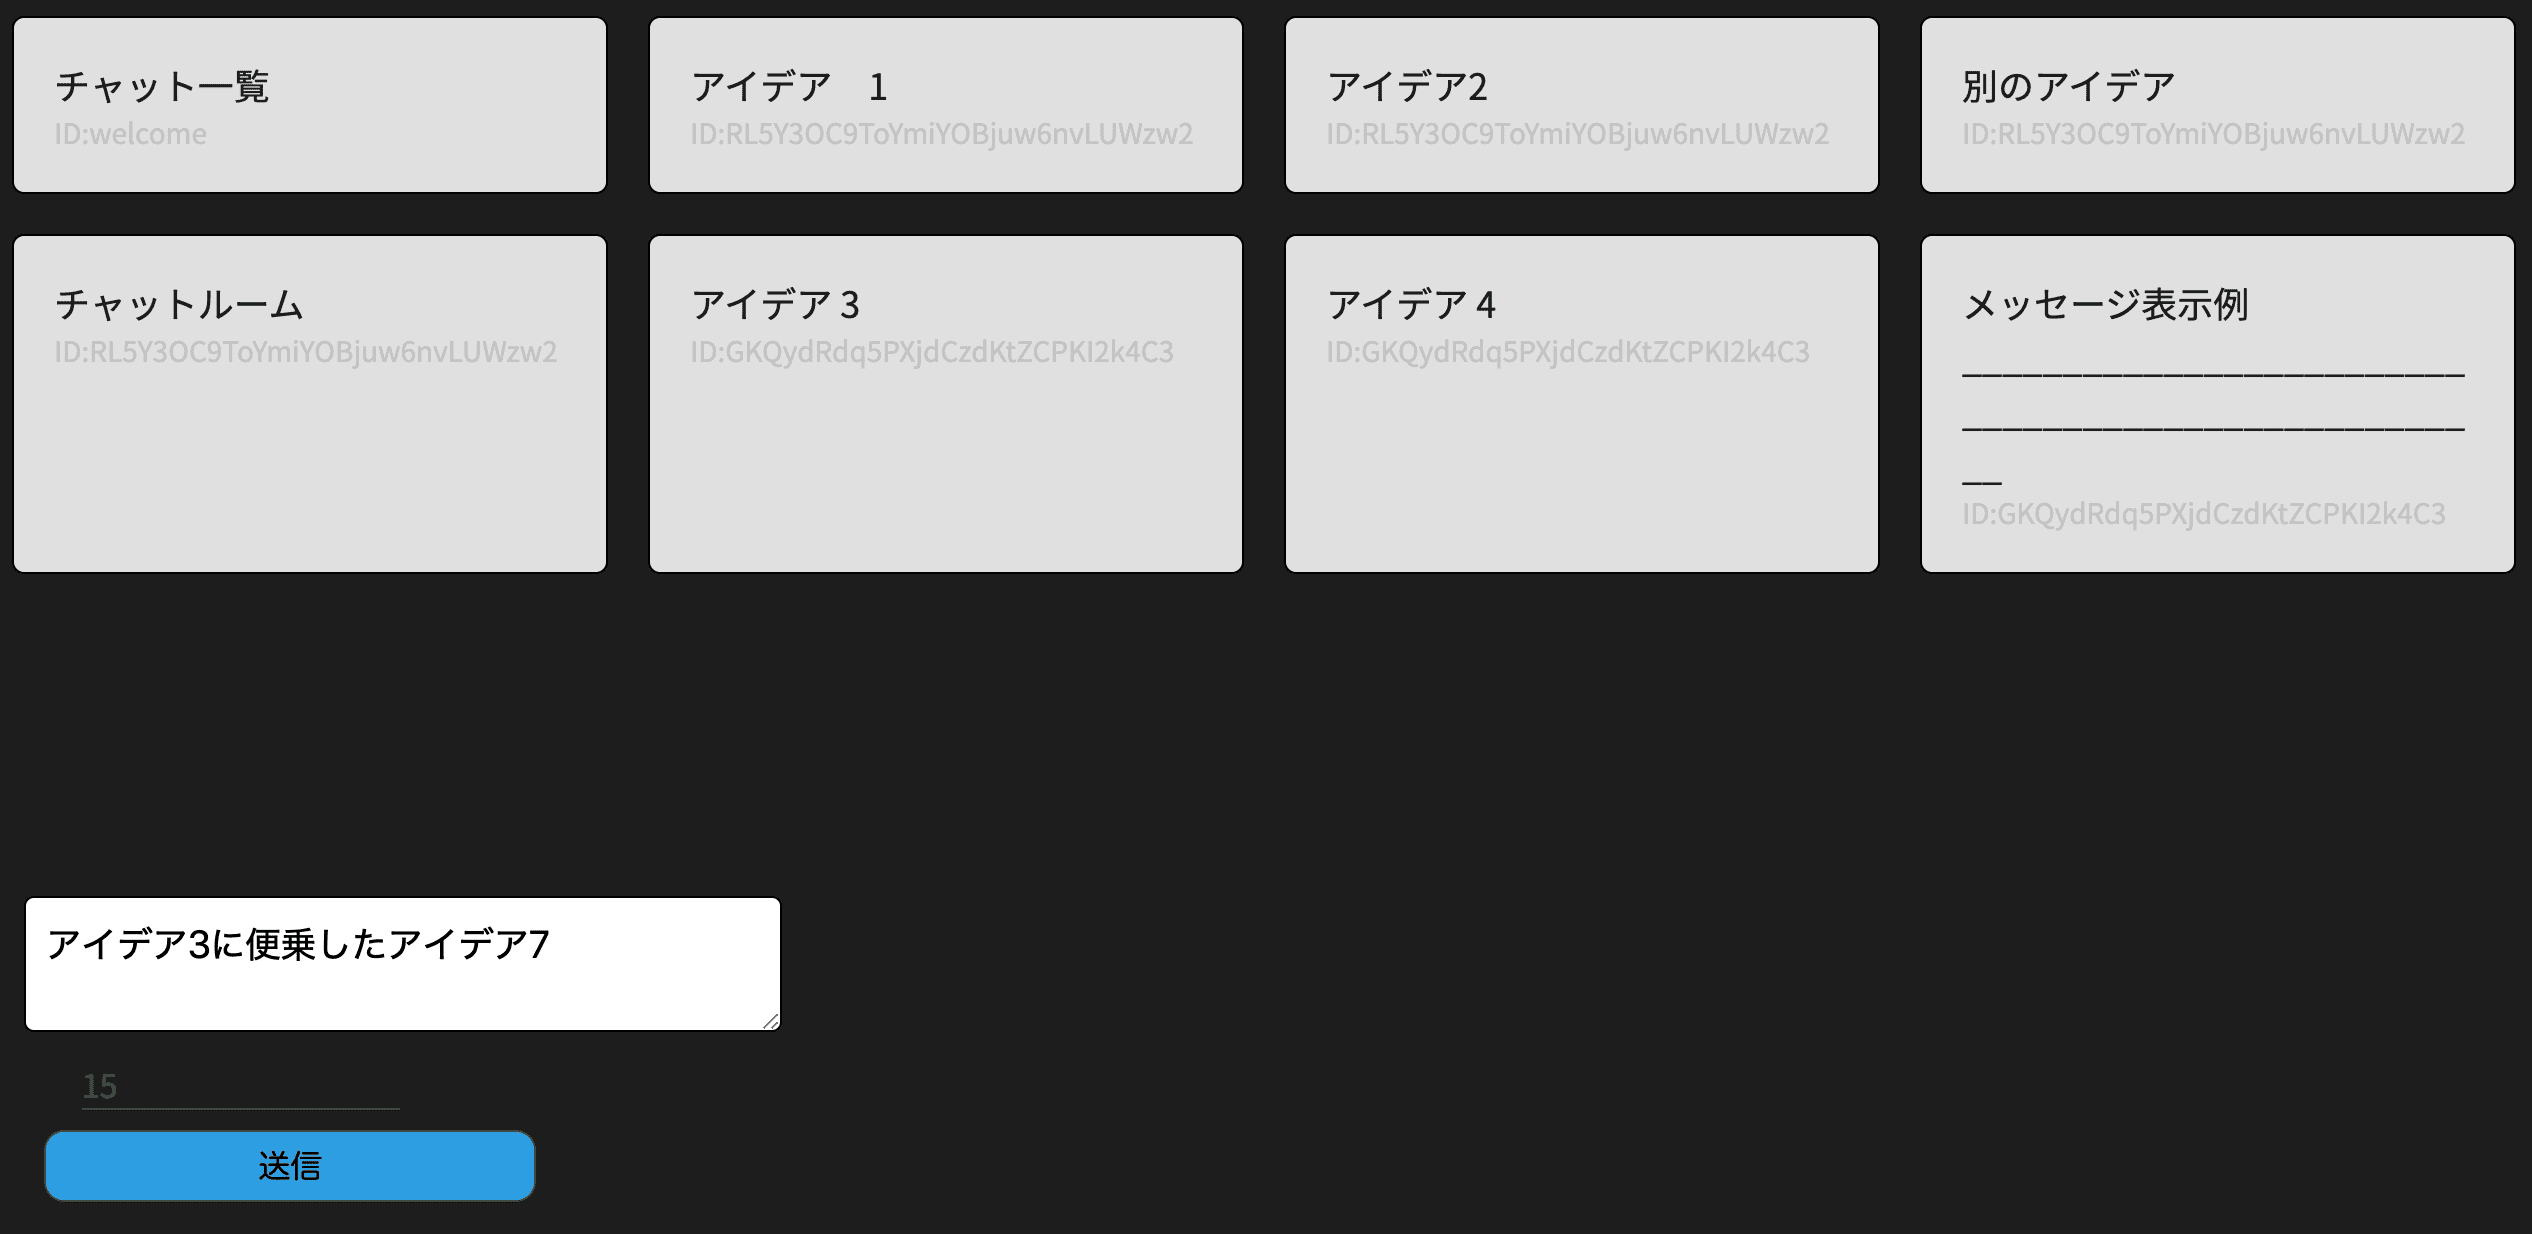 チャット一覧
ID:welcome
アイデア　1
ID:RL5Y3OC9ToYmiYOBjuw6nvLUWzw2
アイデア2
ID:RL5Y3OC9ToYmiYOBjuw6nvLUWzw2
別のアイデア
ID:RL5Y3OC9ToYmiYOBjuw6nvLUWzw2
チャットルーム
ID:RL5Y3OC9ToYmiYOBjuw6nvLUWzw2
アイデア 3
ID:GKQydRdq5PXjdCzdKtZCPKI2k4C3
アイデア 4
ID:GKQydRdq5PXjdCzdKtZCPKI2k4C3
メッセージ表示例
_________________________
_________________________
__
ID:GKQydRdq5PXjdCzdKtZCPKI2k4C3
アイデア3に便乗したアイデア7
15
送信